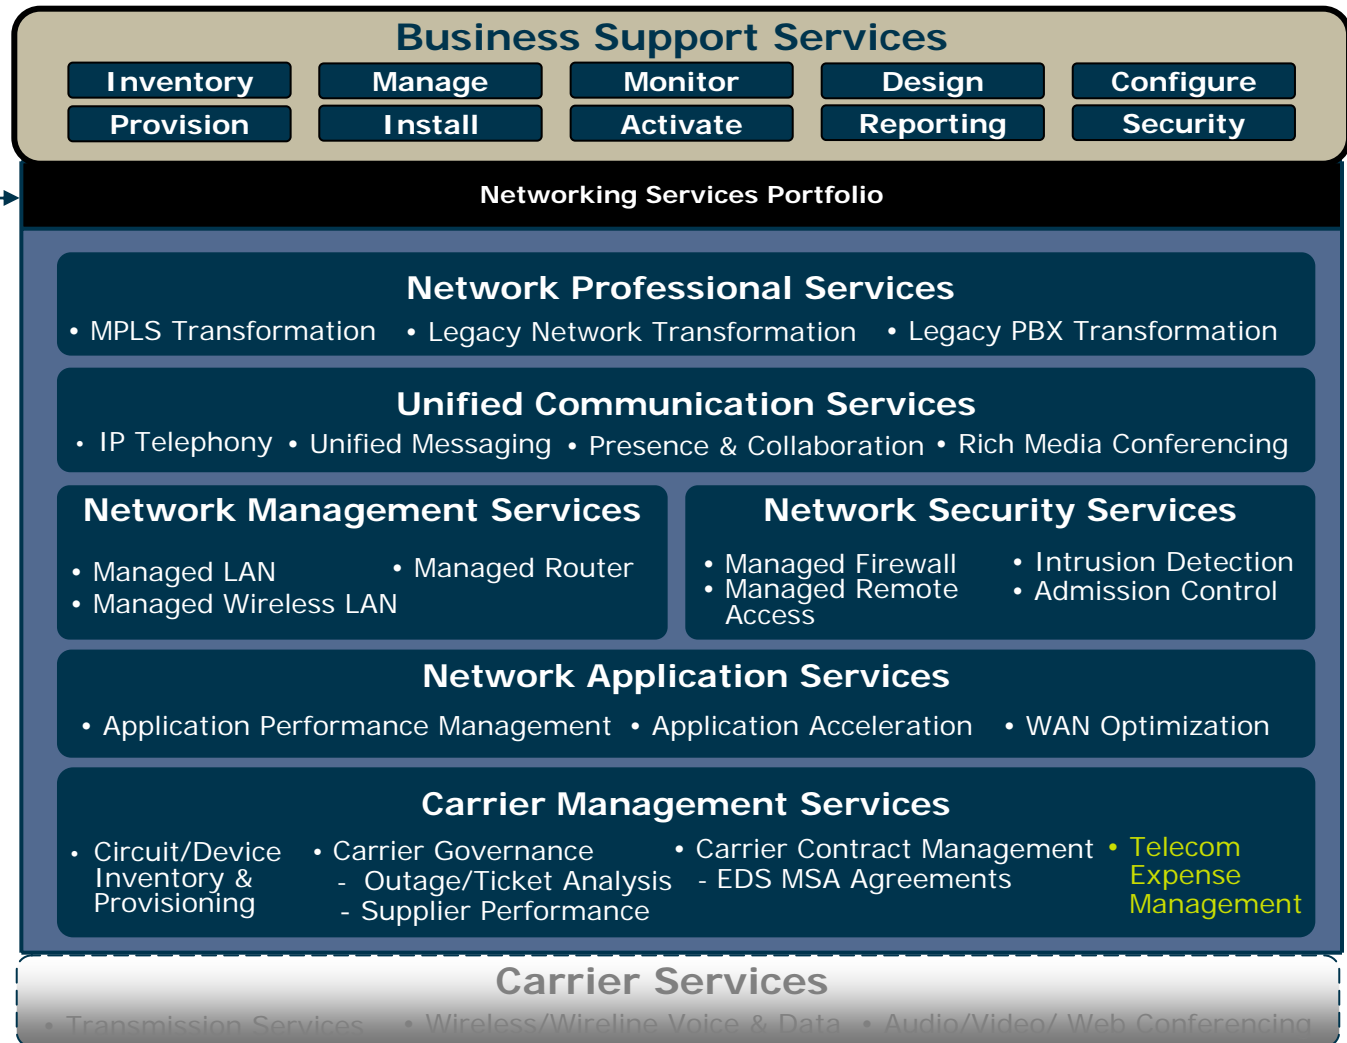 Business Support Services
Inventory Manage Monitor Design Configure
Provision Install Activate Reporting Security
Networking Services Portfolio
Network Professional Services
• MPLS Transformation • Legacy Network Transformation • Legacy PBX Transformation
Unified Communication Services
• IP Telephony • Unified Messaging • Presence & Collaboration • Rich Media Conferencing
Network Management Services
• Managed LAN • Managed Router
• Managed Wireless LAN
Network Security Services
• Managed Firewall • Intrusion Detection
• Managed Remote • Admission Control
Access
Network Application Services
• Application Performance Management • Application Acceleration • WAN Optimization
Carrier Management Services
• Circuit/Device
Inventory &
Provisioning
• Carrier Governance
- Outage/Ticket Analysis
- Supplier Performance
• Carrier Contract Management
- EDS MSA Agreements
• Telecom
Expense
Management
Carrier Services
• Transmission Services • Wireless/Wireline Voice & Data • Audio/Video/ Web Conferencing